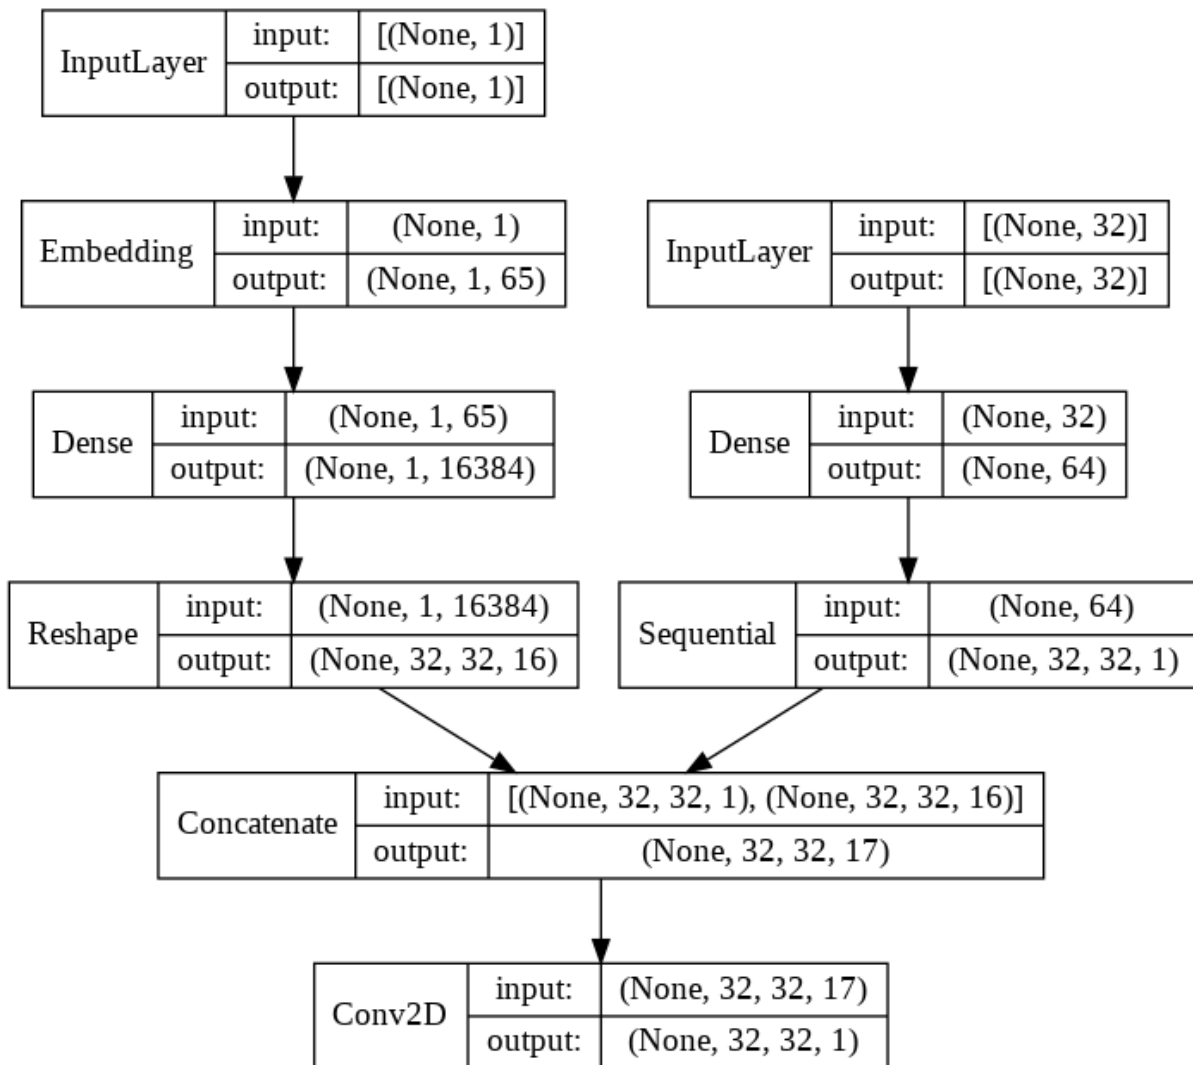 InputLayer
input: [(None, 1)]
output: [(None, 1)]
Embedding
input: (None, 1)
output: (None, 1, 65)
InputLayer
input: [(None, 32)]
output: [(None, 32)]
Dense
input: (None, 1, 65)
output: (None, 1, 16384)
Dense
input: (None, 32)
output: (None, 64)
Reshape
input: (None, 1, 16384)
output: (None, 32, 32, 16)
Sequential
input: (None, 64)
output: (None, 32, 32, 1)
Concatenate
input: [(None, 32, 32, 1), (None, 32, 32, 16)]
output: (None, 32, 32, 17)
Conv2D
input: (None, 32, 32, 17)
output: (None, 32, 32, 1)